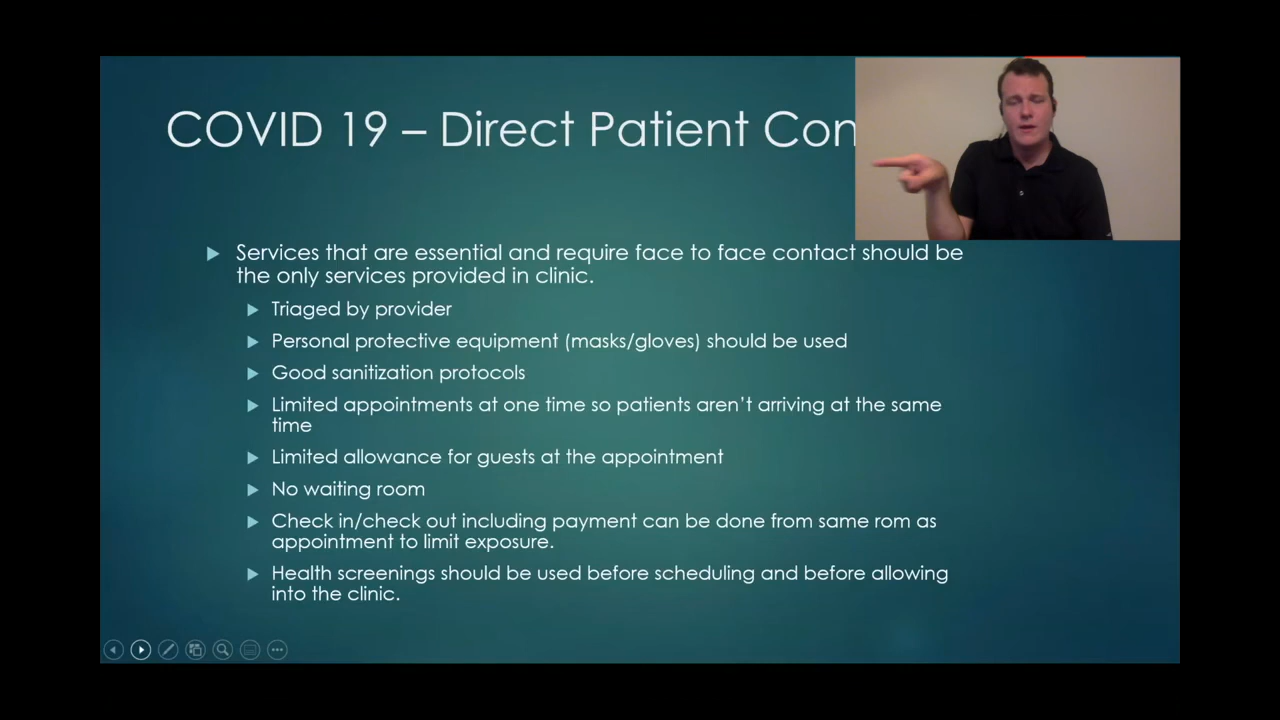 COVID 19 – Direct Patient Con
Services that are essential and require face to face contact should be
the only services provided in clinic.
Triaged by provider
Personal protective equipment (masks/gloves) should be used
Good sanitization protocols
Limited appointments at one time so patients aren't arriving at the same
time
Limited allowance for guests at the appointment
No waiting room
Check in/check out including payment can be done from same rom as
appointment to limit exposure.
Health screenings should be used before scheduling and before allowing
into the clinic.